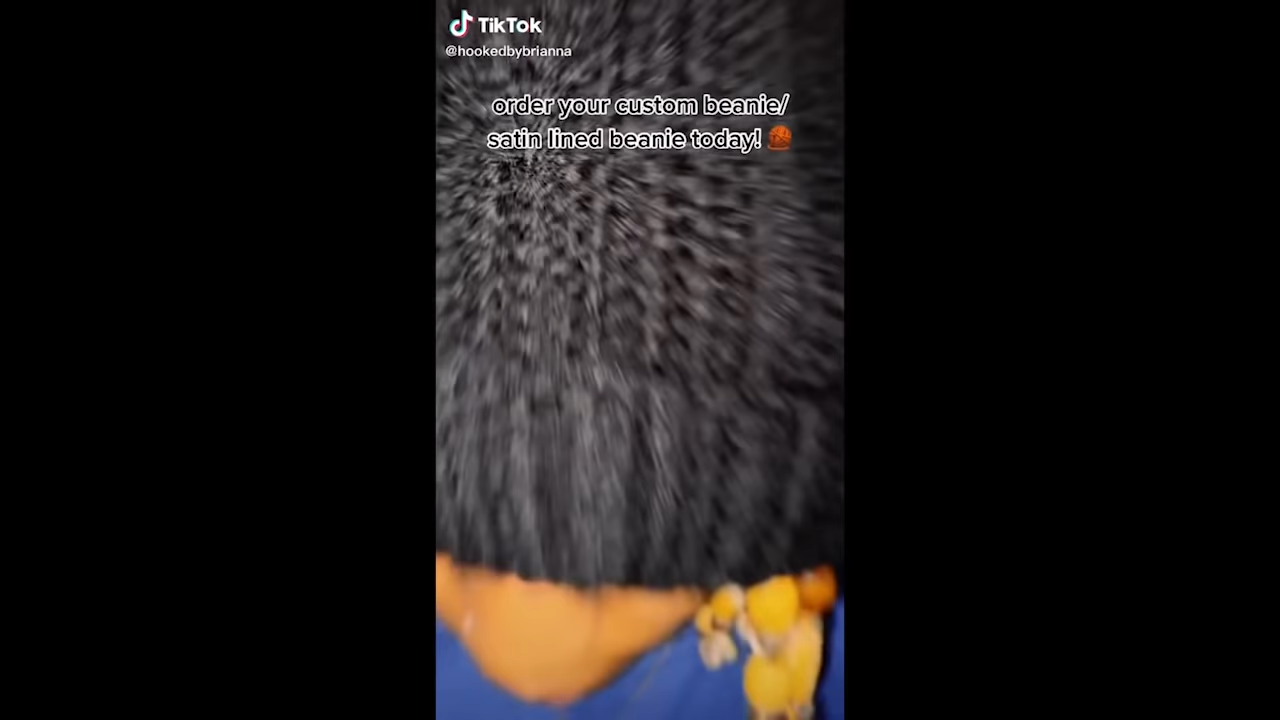 TikTok
@hookedbybrianna
order your custom beanie/
satin lined beanie today!